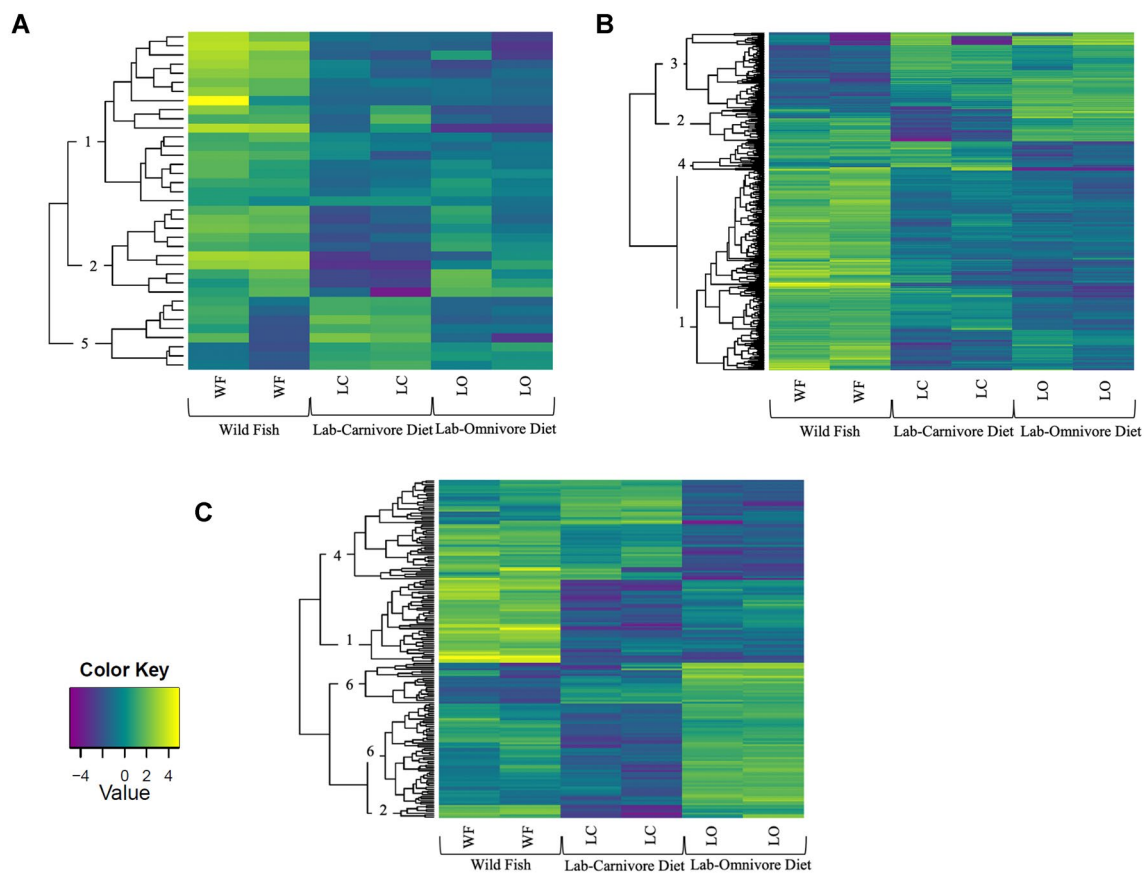 A
1
2
5
WF WF LC LC LO LO
Wild Fish Lab-Carnivore Diet Lab-Omnivore Diet
B
3
2
4
1
WF WF LC LC LO LO
Wild Fish Lab-Carnivore Diet Lab-Omnivore Diet
C
4
1
6
6
2
WF WF LC LC LO LO
Wild Fish Lab-Carnivore Diet Lab-Omnivore Diet
Color Key
−4 0 2 4
Value